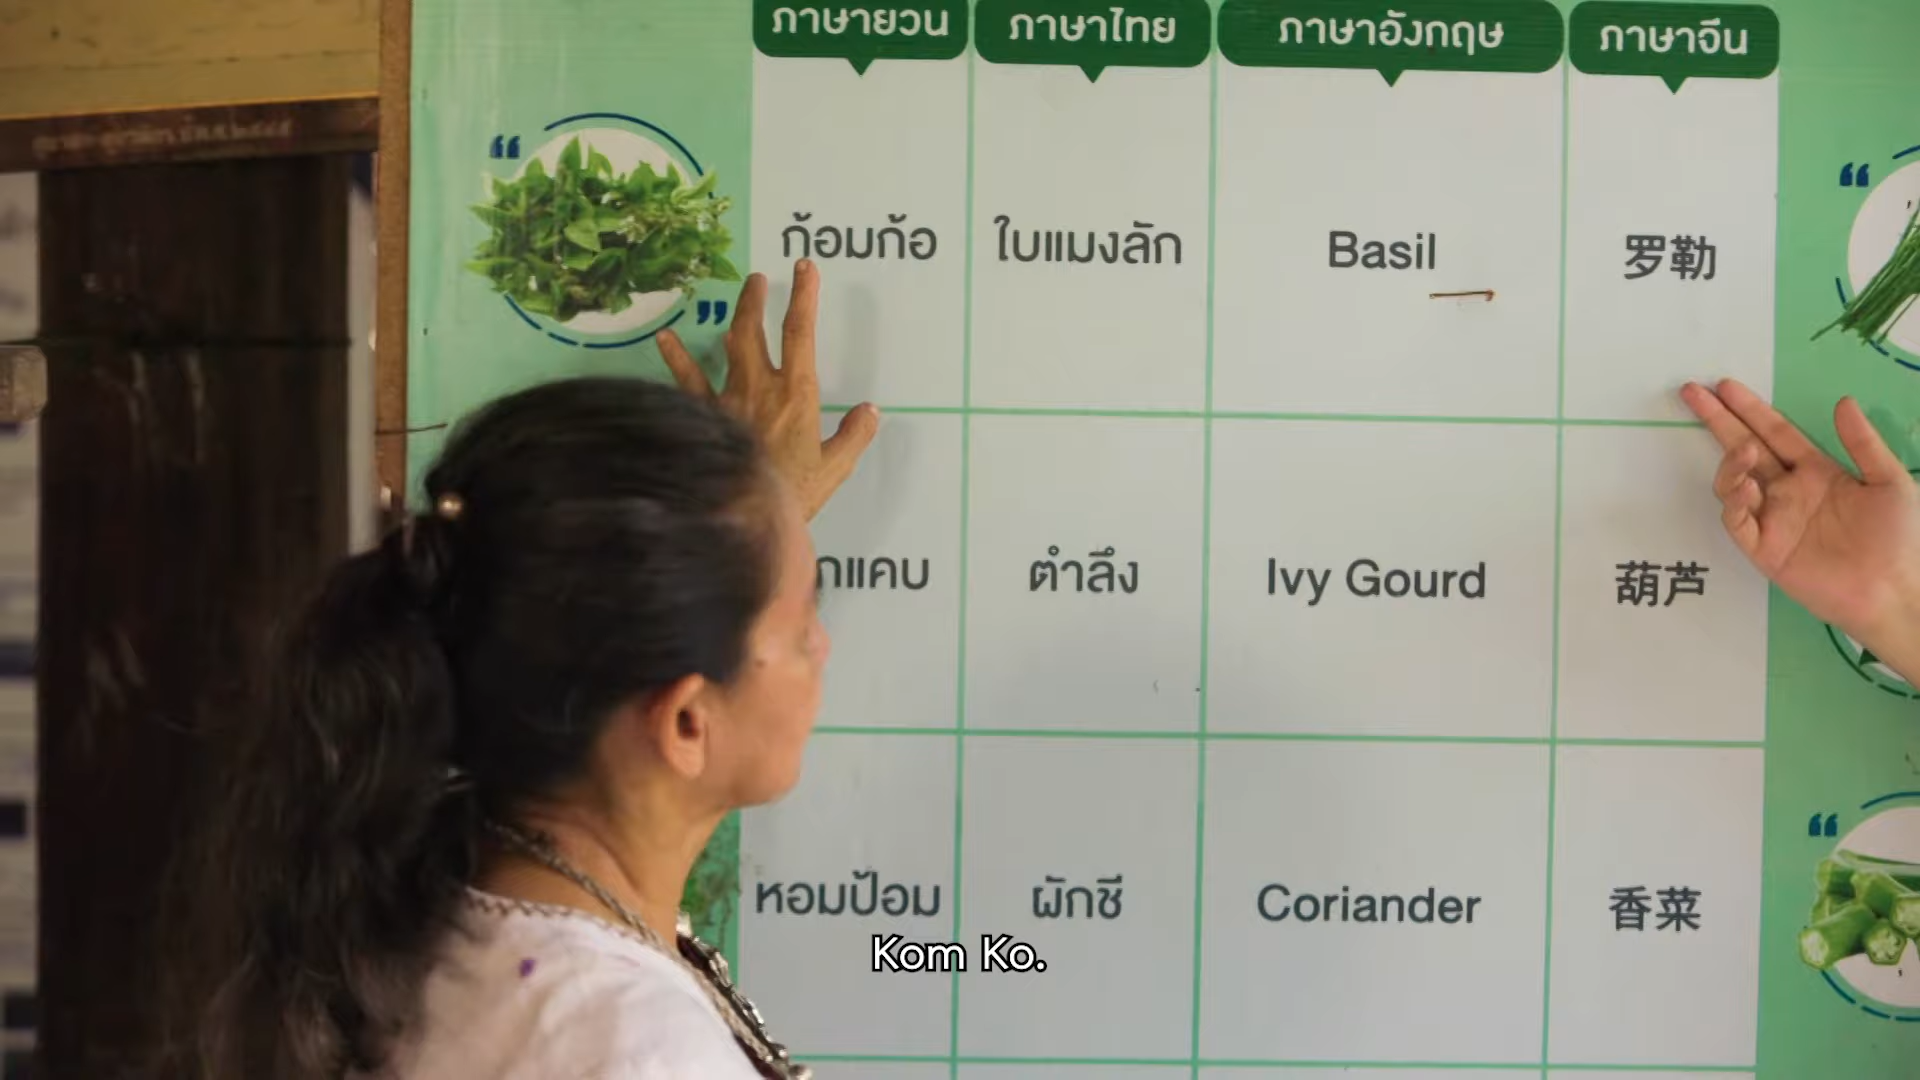 ภาษายวน ภาษาไทย ภาษาอังกฤษ ภาษาจีน
ก้อมก้อ ใบแมงลัก Basil 罗勒
ตำลึง Ivy Gourd 葫芦
หอมป้อม ผักชี Coriander 香菜
Kom Ko.